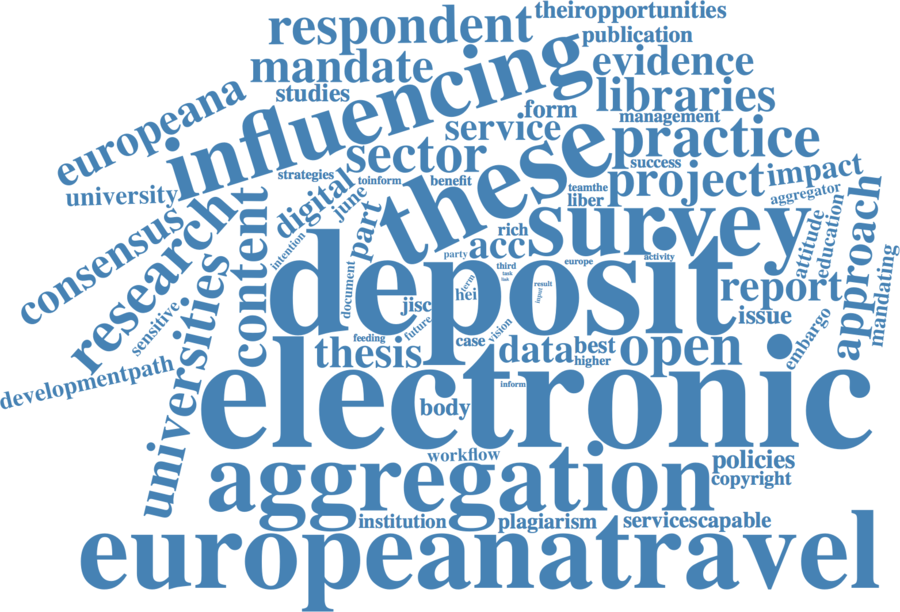 theiropportunities
respondent
publication
mandate
evidence
studies
influencing
libraries
europeana
form
management
service
practice
sector
success
these
strategies
toinform
benefit
project
impact
university
digital
teamthe
aggregator
liber
june
researcht
part
survey
rich
attitude
education
approach
consensus
content
intention
acc
party
third
europe
activity
task
link
deposit
term
result
input
hei
document
report
mandating
jisc
issue
sensitive
future
vision
embargo
universities
feeding
case
thesis
data
best
open
higher
developmentpath
electronic
inform
body
workflow
aggregation
policies
copyright
institution
plagiarism
servicescapable
europeanatravel